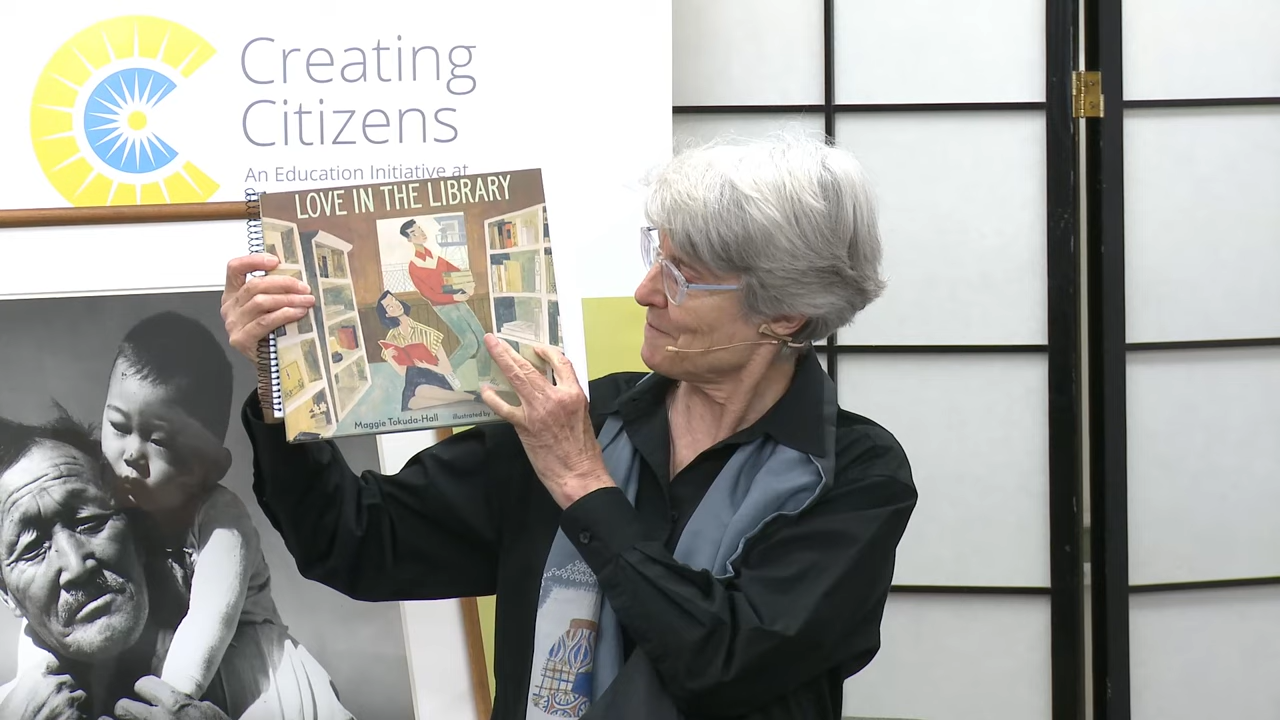 Creating
Citizens
An Education Initiative at
LOVE IN THE LIBRARY
Maggie Tokuda-Hall
illustrated by